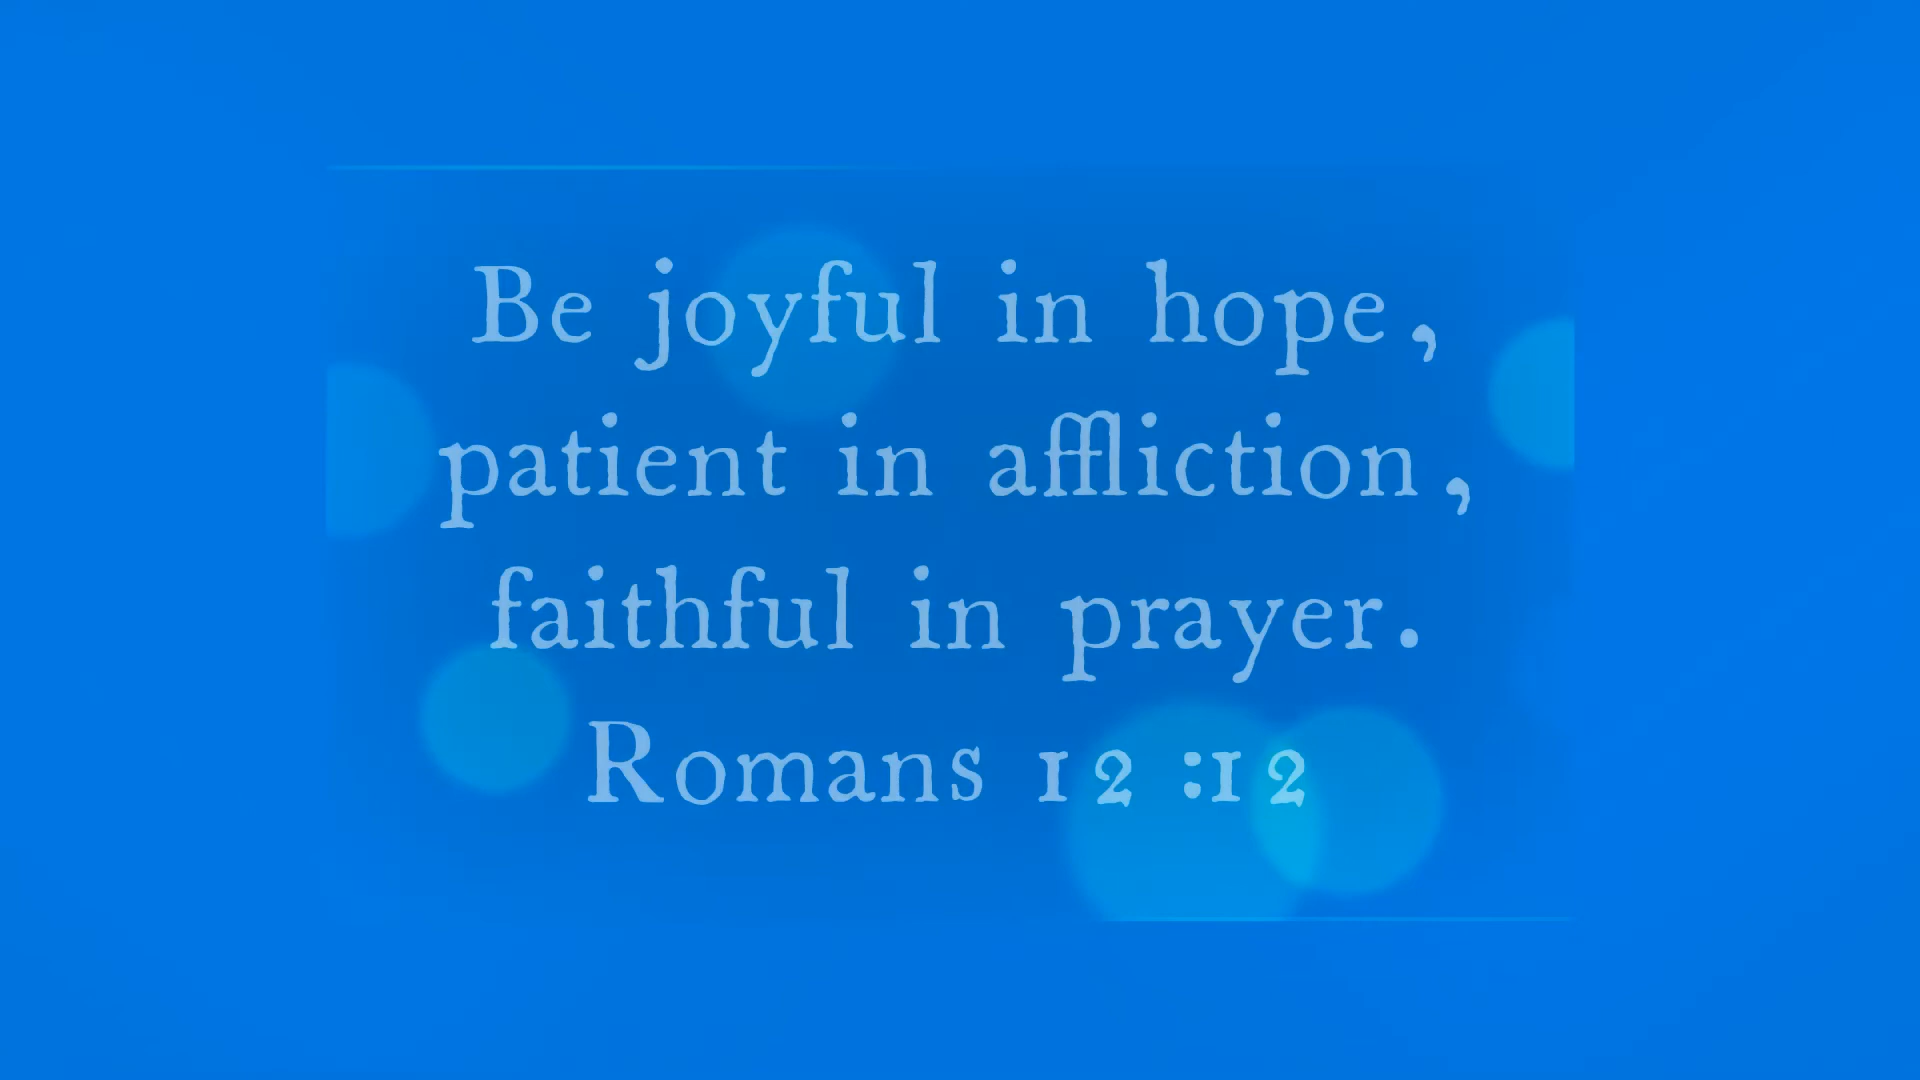 Be joyful in hope,
patient in affliction,
faithful in prayer.
Romans 12 :12